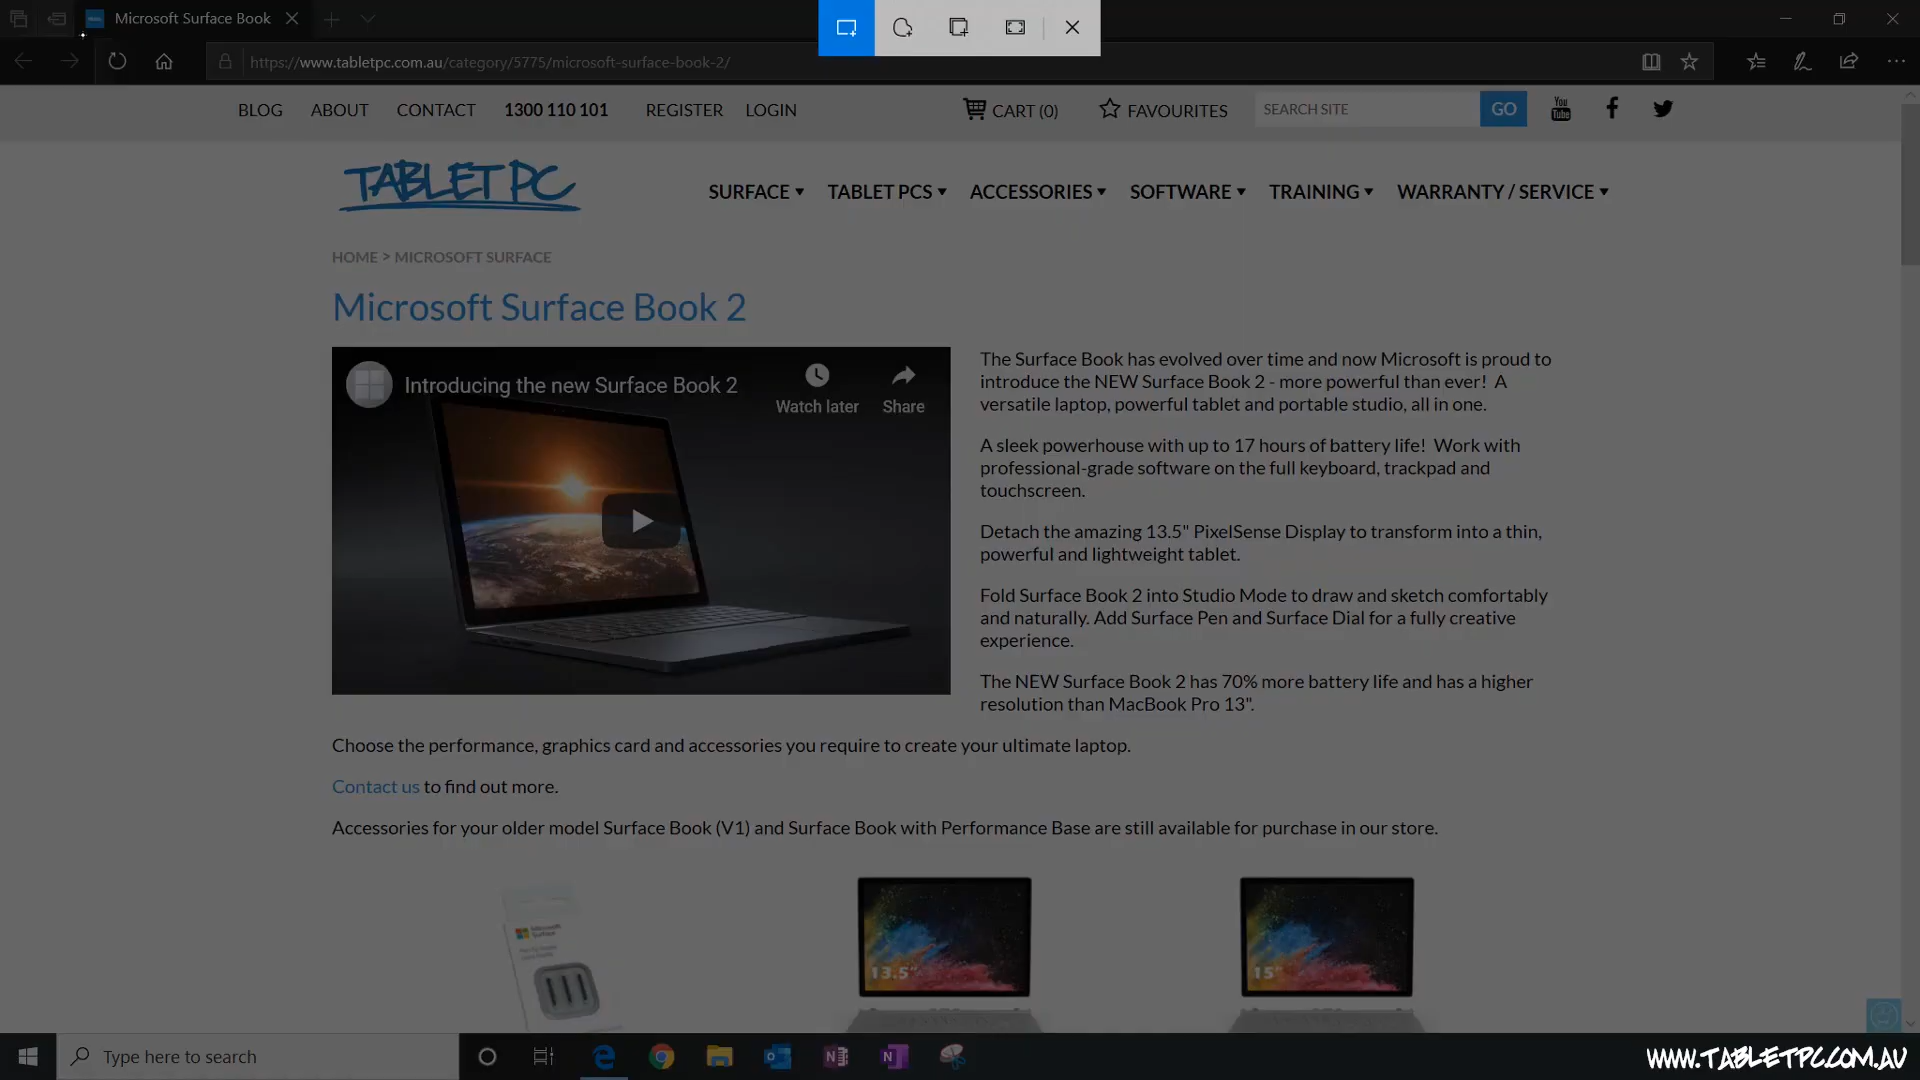 Microsoft Surface Book
https://www.tabletpc.com.au/category/5775/microsoft-surface-book-2/
BLOG ABOUT CONTACT 1300 110 101 REGISTER LOGIN CART (0) FAVOURITES SEARCH SITE GO You Tube
TABLET PC
SURFACE TABLET PCS ACCESSORIES SOFTWARE TRAINING WARRANTY / SERVICE
HOME > MICROSOFT SURFACE
Microsoft Surface Book 2
Introducing the new Surface Book 2
Watch later Share
The Surface Book has evolved over time and now Microsoft is proud to
introduce the NEW Surface Book 2 - more powerful than ever! A
versatile laptop, powerful tablet and portable studio, all in one.
A sleek powerhouse with up to 17 hours of battery life! Work with
professional-grade software on the full keyboard, trackpad and
touchscreen.
Detach the amazing 13.5" PixelSense Display to transform into a thin,
powerful and lightweight tablet.
Fold Surface Book 2 into Studio Mode to draw and sketch comfortably
and naturally. Add Surface Pen and Surface Dial for a fully creative
experience.
The NEW Surface Book 2 has 70% more battery life and has a higher
resolution than MacBook Pro 13".
Choose the performance, graphics card and accessories you require to create your ultimate laptop.
Contact us to find out more.
Accessories for your older model Surface Book (V1) and Surface Book with Performance Base are still available for purchase in our store.
Microsoft
Surface
13.5"
15"
Type here to search
WWW.TABLETPC.COM.AU